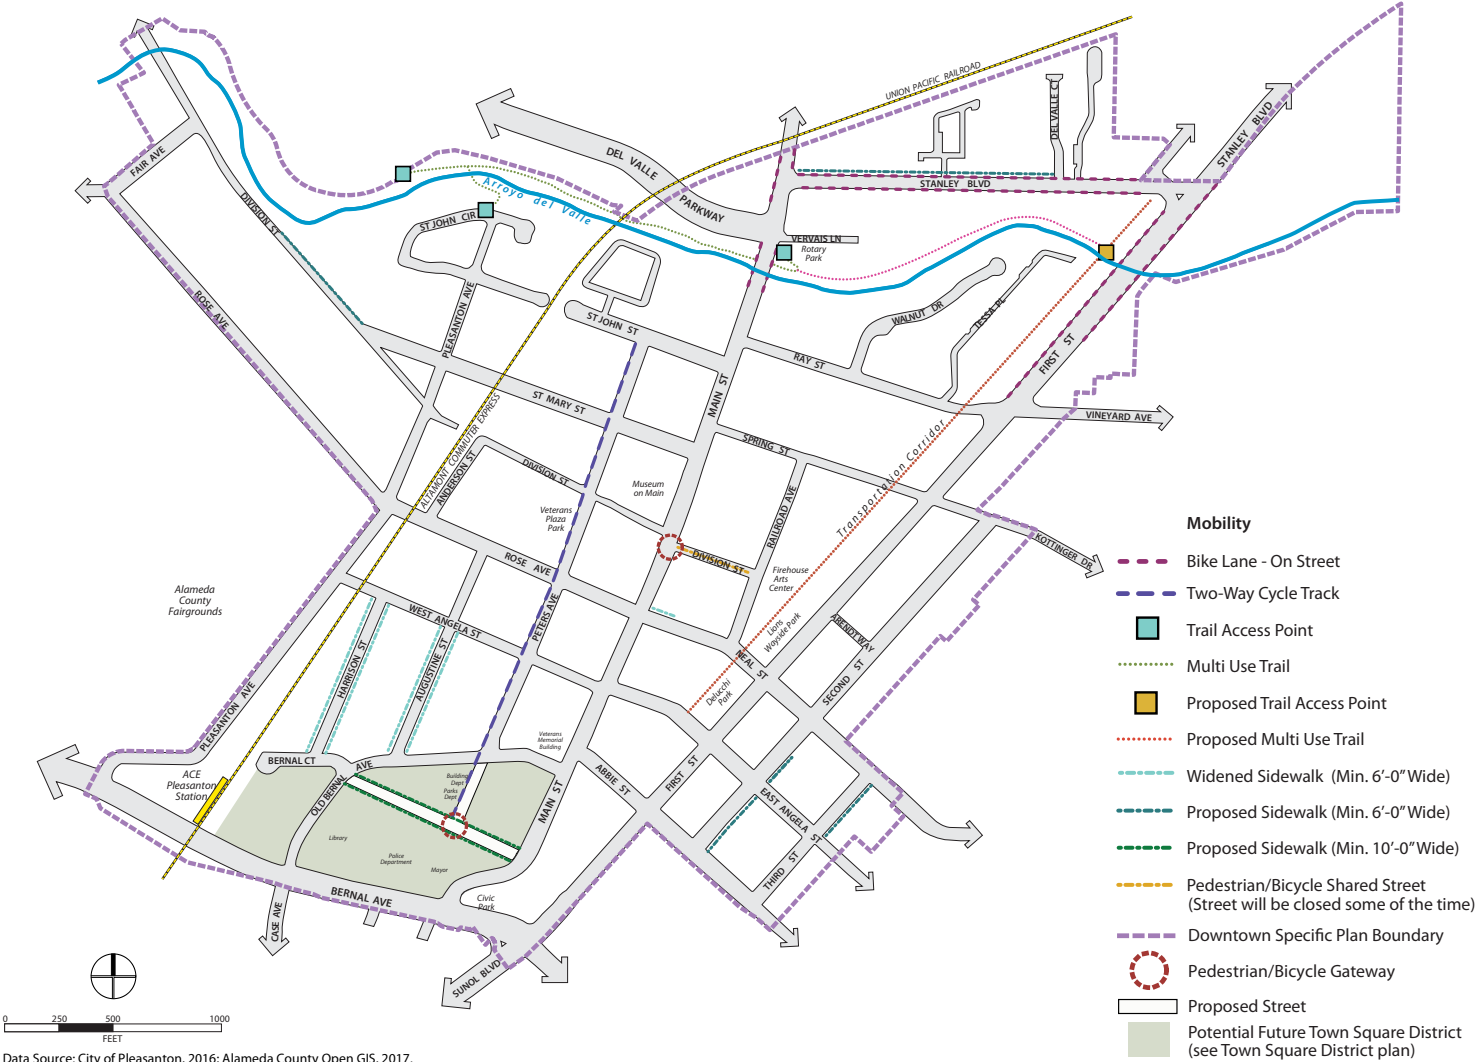 UNION PACIFIC RAILROAD
DEL VALLE CT
STANLEY BLVD
FAIR AVE
DEL VALLE
PARKWAY
STANLEY BLVD
Arroyo del Valle
DIVISION ST
ST JOHN CIR
VERVAIS LN
Rotary
Park
ROSE AVE
PLEASANTON AVE
ST JOHN ST
WALNUT DR
TESSA PL
RAY ST
FIRST ST
MAIN ST
ST MARY ST
VINEYARD AVE
ALTAMONT COMMUTER EXPRESS
ANDERSON ST
DIVISION ST
SPRING ST
Transportation Corridor
Museum
on Main
Veterans
Plaza
Park
RAILROAD AVE
KOTTINGER DR
DIVISION ST
ROSE AVE
Firehouse
Arts
Center
Alameda
County
Fairgrounds
WEST ANGELA ST
PETERS AVE
Lions
Wayside Park
ARENDT WAY
HARRISON ST
AUGUSTINE ST
NEAL ST
SECOND ST
Delucchi
Park
PLEASANTON AVE
Veterans
Memorial
Building
BERNAL CT
OLD BERNAL AVE
ACE
Pleasanton
Station
Building
Dept
Parks
Dept
MAIN ST
ABBIE ST
FIRST ST
EAST ANGELA ST
Library
Police
Department
Mayor
THIRD ST
BERNAL AVE
Civic
Park
CASE AVE
SUNOL BLVD
Mobility
Bike Lane - On Street
Two-Way Cycle Track
Trail Access Point
Multi Use Trail
Proposed Trail Access Point
Proposed Multi Use Trail
Widened Sidewalk (Min. 6'-0" Wide)
Proposed Sidewalk (Min. 6'-0" Wide)
Proposed Sidewalk (Min. 10'-0" Wide)
Pedestrian/Bicycle Shared Street
(Street will be closed some of the time)
Downtown Specific Plan Boundary
Pedestrian/Bicycle Gateway
Proposed Street
Potential Future Town Square District
(see Town Square District plan)
0 250 500 1000
FEET
Data Source: City of Pleasanton, 2016; Alameda County Open GIS, 2017.